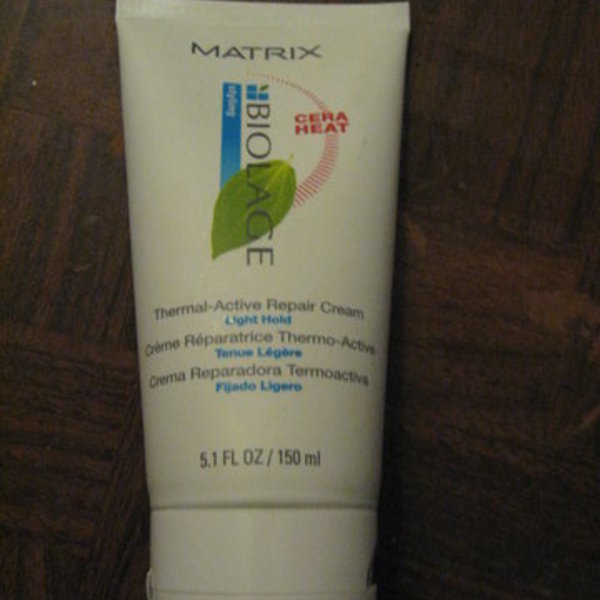 MATRIX
styling
BIOLAGE
CERA
HEAT
Thermal-Active Repair Cream
Light Hold
Crème Réparatrice Thermo-Active
Tenue Légère
Crema Reparadora Termoactiva
Fijado Ligero
5.1 FL OZ / 150 ml